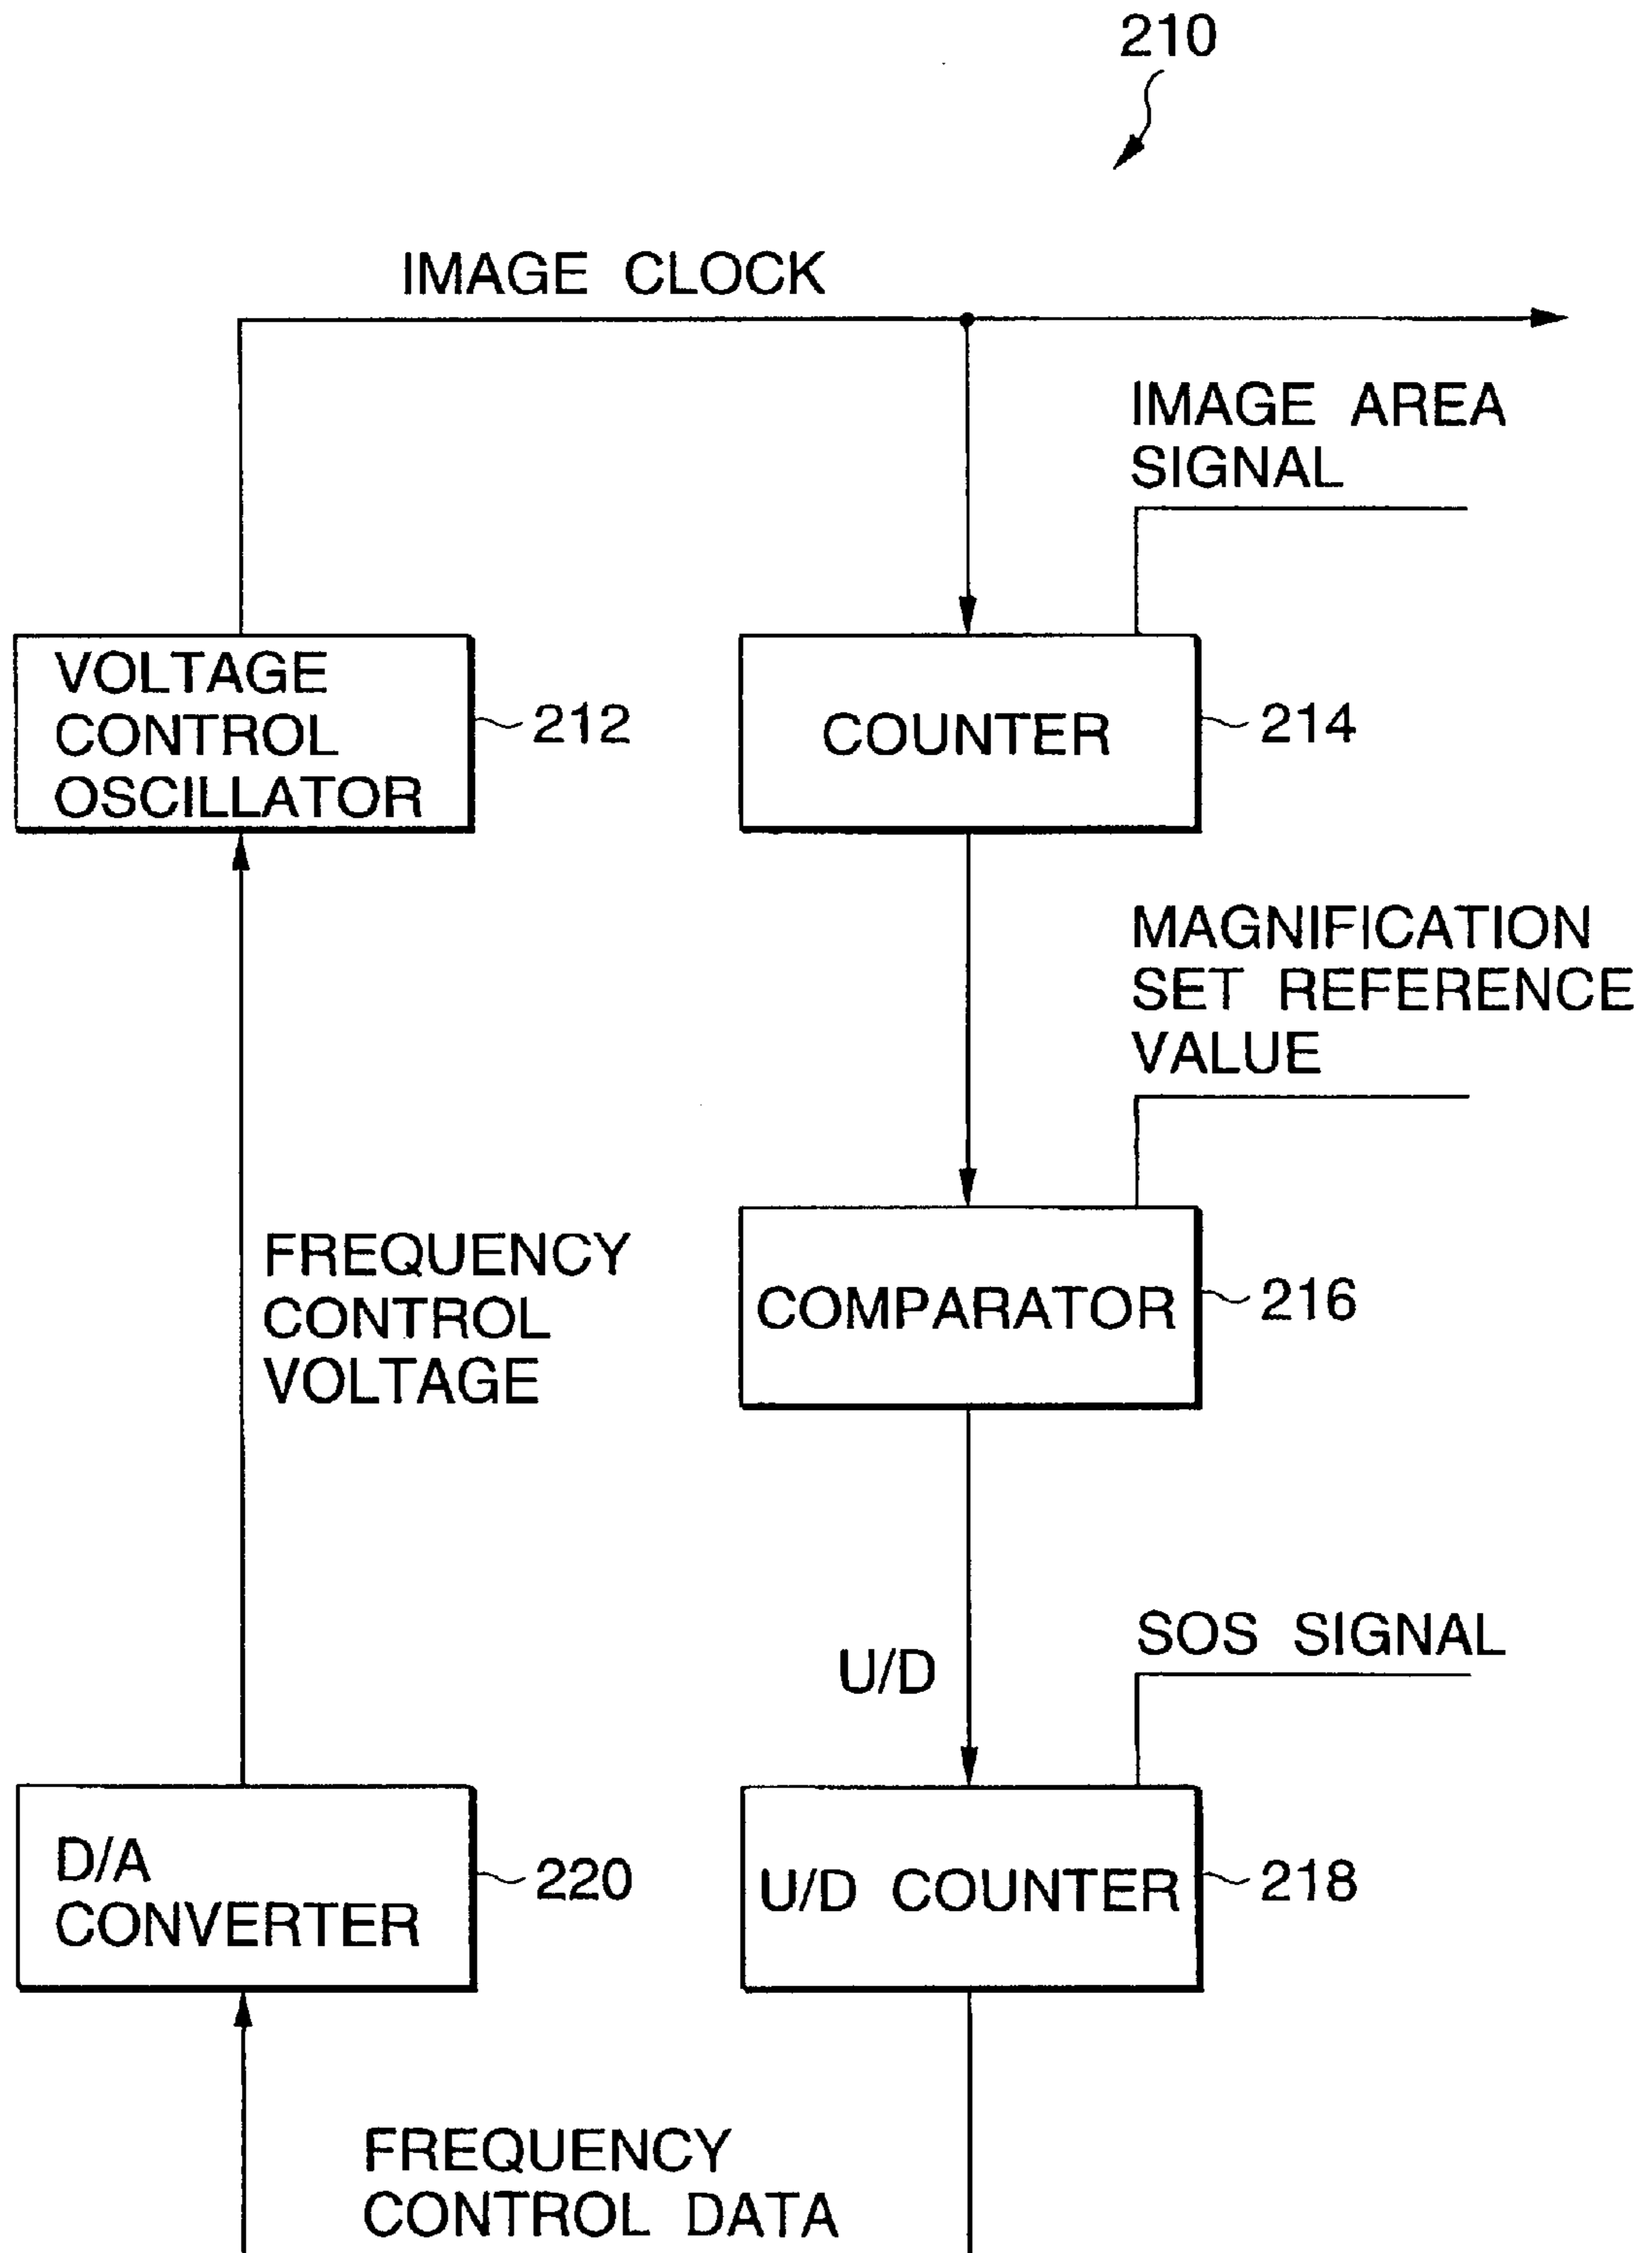 210
IMAGE CLOCK
IMAGE AREA
SIGNAL
VOLTAGE
CONTROL
OSCILLATOR
212
COUNTER
214
MAGNIFICATION
SET REFERENCE
VALUE
FREQUENCY
CONTROL
VOLTAGE
COMPARATOR
216
U/D
SOS SIGNAL
D/A
CONVERTER
220
U/D COUNTER
218
FREQUENCY
CONTROL DATA